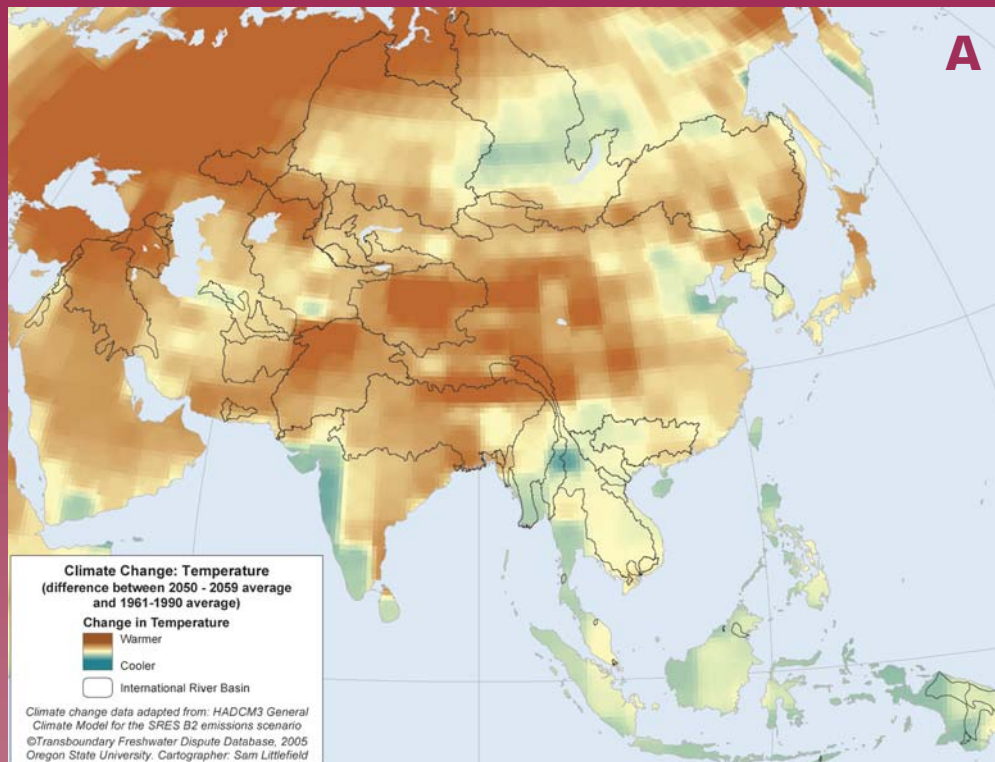 A
Climate Change: Temperature
(difference between 2050 - 2059 average
and 1961-1990 average)
Change in Temperature
Warmer
Cooler
International River Basin
Climate change data adapted from: HADCM3 General
Climate Model for the SRES B2 emissions scenario
©Transboundary Freshwater Dispute Database, 2005
Oregon State University. Cartographer: Sam Littlefield